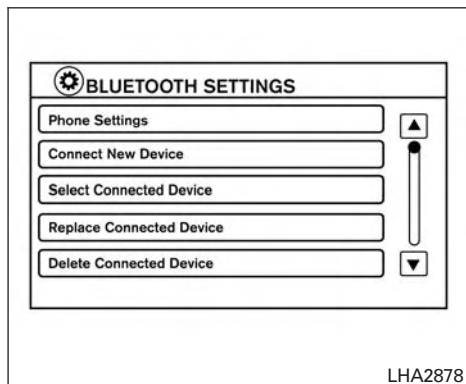 BLUETOOTH SETTINGS
Phone Settings
Connect New Device
Select Connected Device
Replace Connected Device
Delete Connected Device
LHA2878